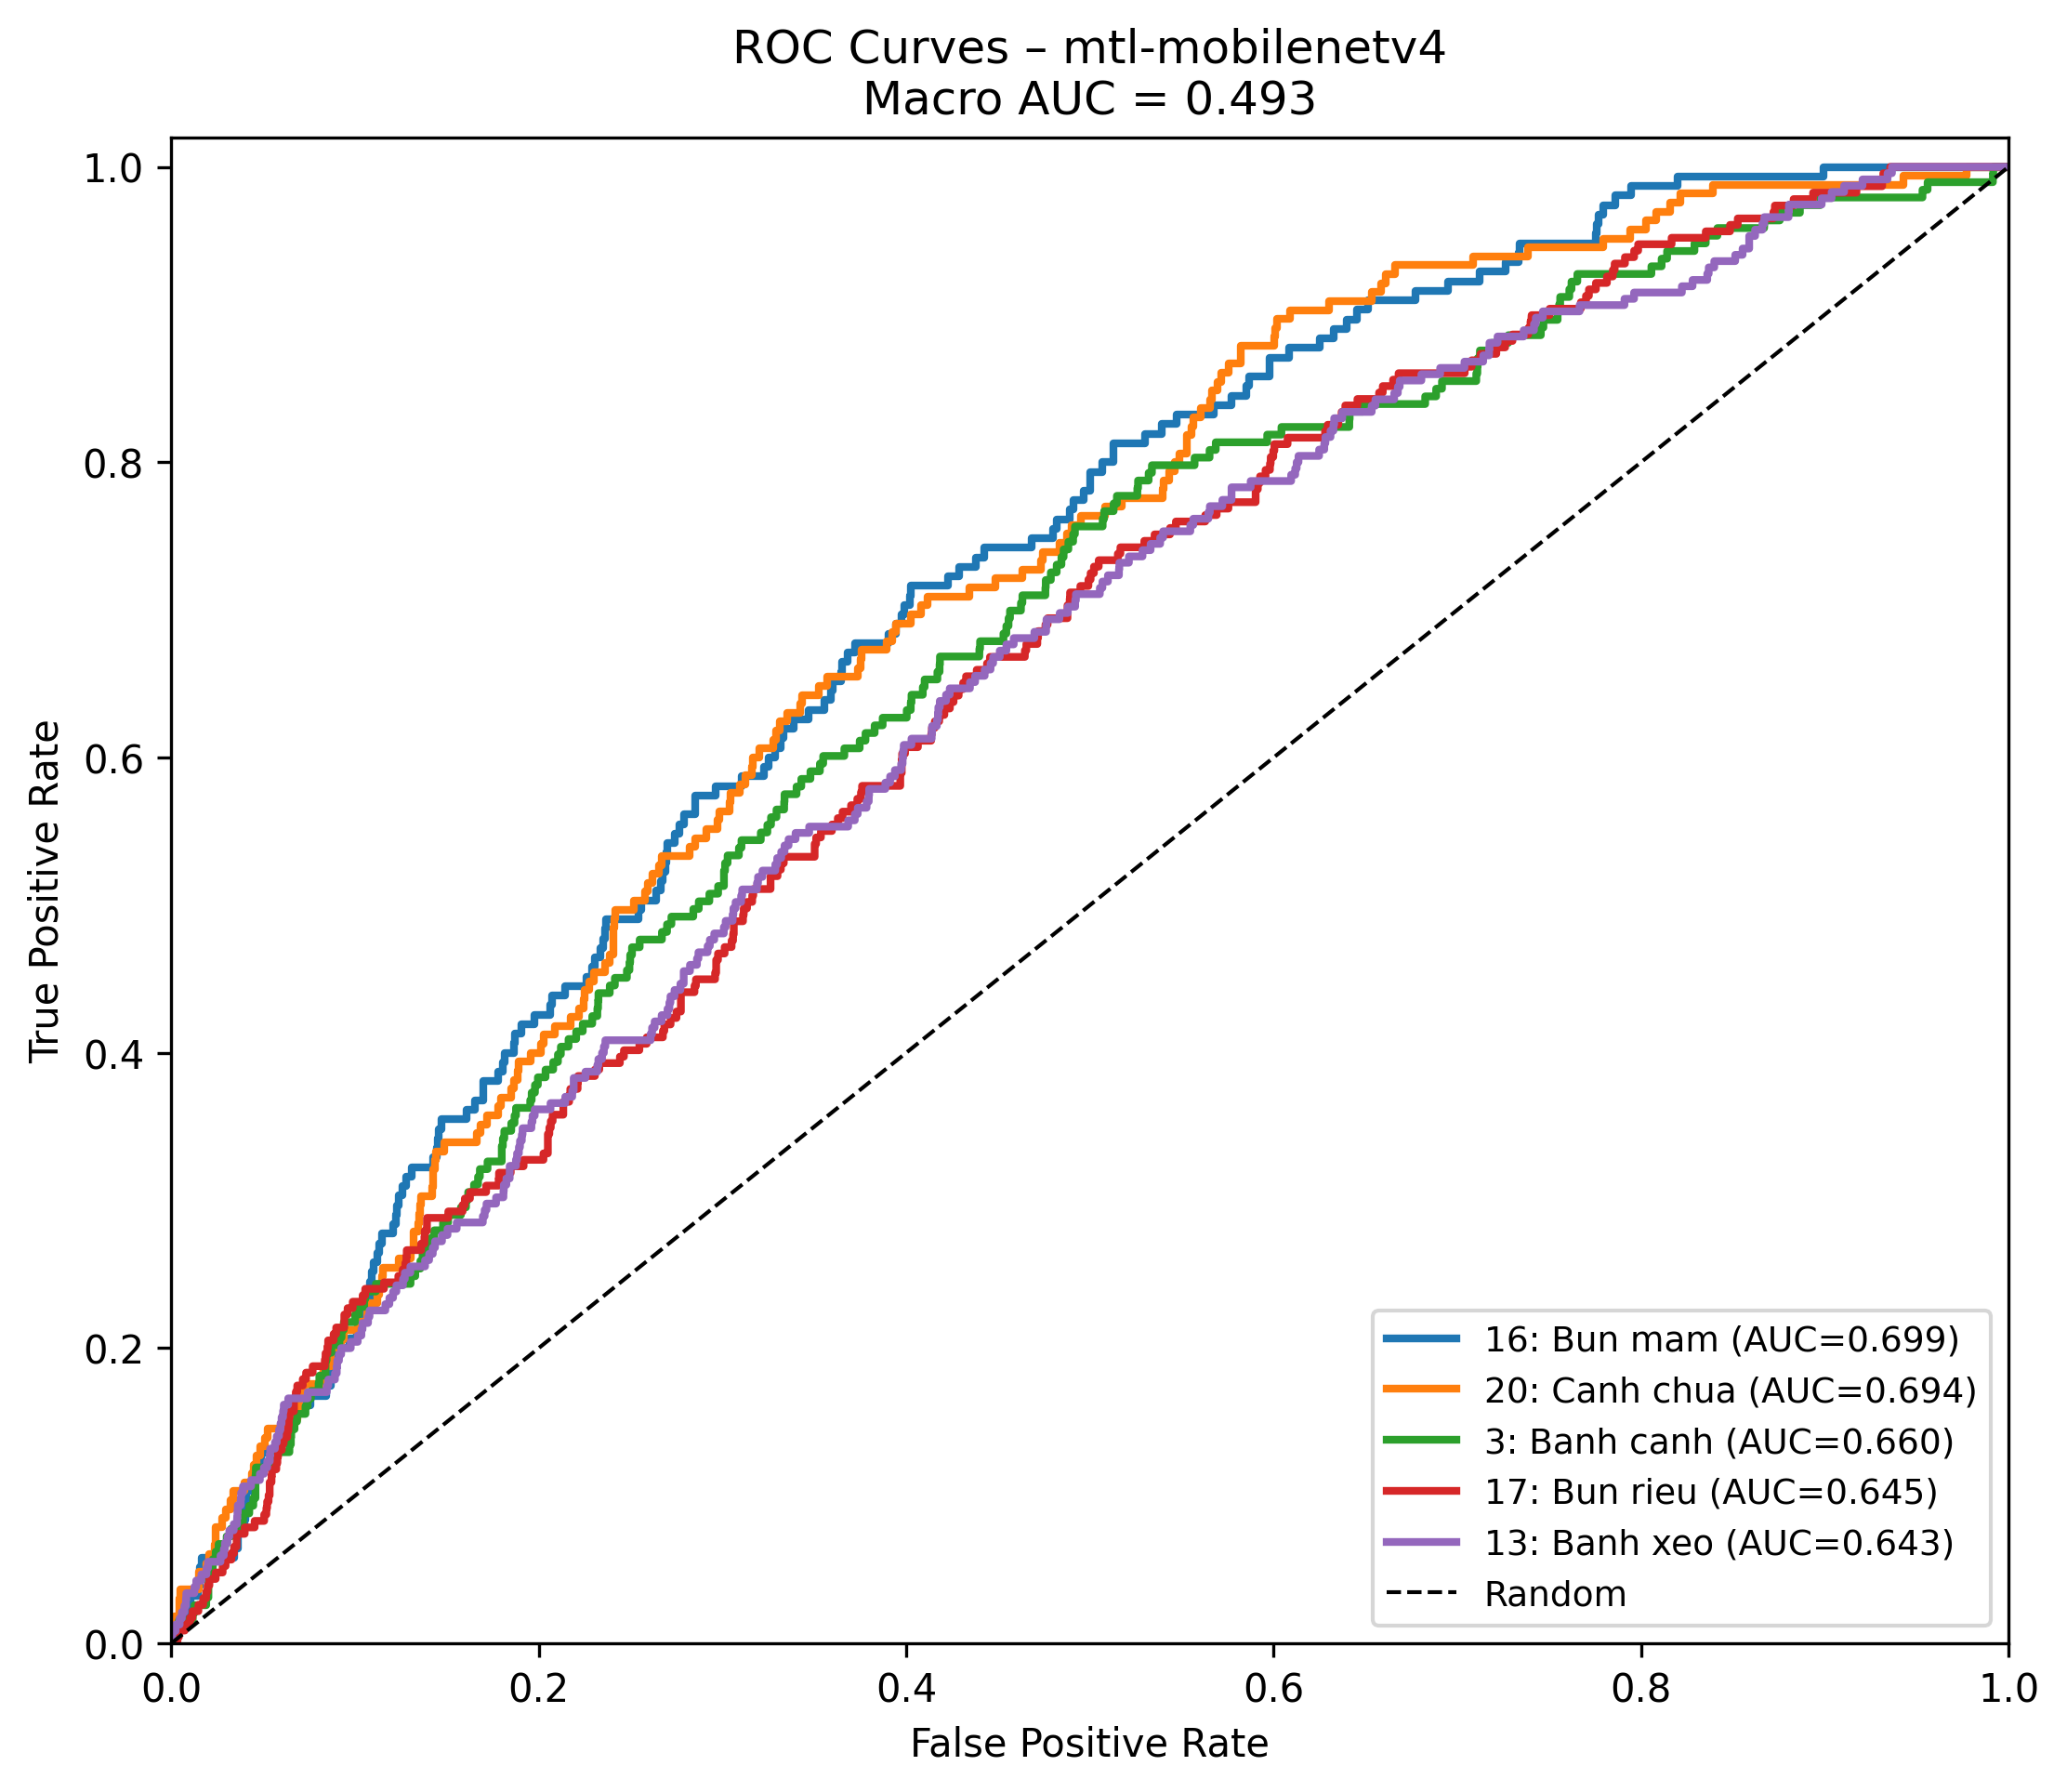 ROC Curves – mtl-mobilenetv4
Macro AUC = 0.493
1.0
0.8
0.6
0.4
0.2
0.0
True Positive Rate
0.0 0.2 0.4 0.6 0.8 1.0
False Positive Rate
16: Bun mam (AUC=0.699)
20: Canh chua (AUC=0.694)
3: Banh canh (AUC=0.660)
17: Bun rieu (AUC=0.645)
13: Banh xeo (AUC=0.643)
Random